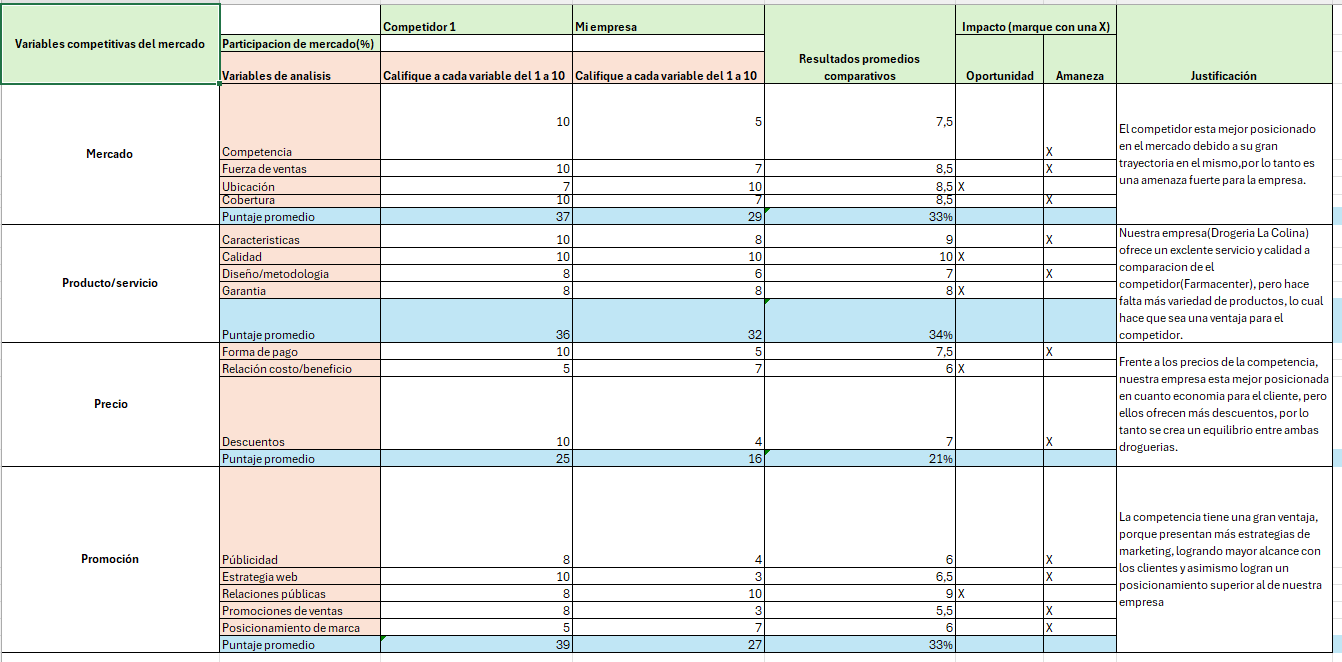 Variables competitivas del mercado
Competidor 1 Mi empresa
Participacion de mercado(%)
Variables de analisis Califique a cada variable del 1 a 10 Califique a cada variable del 1 a 10
Resultados promedios
comparativos
Impacto (marque con una X)
Oportunidad Amaneza
Justificación
Mercado
Competencia 10 5 7,5 X
Fuerza de ventas 10 7 8,5 X
Ubicación 7 10 8,5 X
Cobertura 10 7 8,5 X
Puntaje promedio 37 29 33%
El competidor esta mejor posicionado
en el mercado debido a su gran
trayectoria en el mismo,por lo tanto es
una amenaza fuerte para la empresa.
Producto/servicio
Caracteristicas 10 8 9 X
Calidad 10 10 10 X
Diseño/metodologia 8 6 7 X
Garantia 8 8 8 X
Puntaje promedio 36 32 34%
Nuestra empresa(Drogeria La Colina)
ofrece un exclente servicio y calidad a
comparacion de el
competidor(Farmacenter), pero hace
falta más variedad de productos, lo cual
hace que sea una ventaja para el
competidor.
Precio
Forma de pago 10 5 7,5 X
Relación costo/beneficio 5 7 6 X
Descuentos 10 4 7 X
Puntaje promedio 25 16 21%
Frente a los precios de la competencia,
nuestra empresa esta mejor posicionada
en cuanto economia para el cliente, pero
ellos ofrecen más descuentos, por lo
tanto se crea un equilibrio entre ambas
droguerias.
Promoción
Públicidad 8 4 6 X
Estrategia web 10 3 6,5 X
Relaciones públicas 8 10 9 X
Promociones de ventas 8 3 5,5 X
Posicionamiento de marca 5 7 6 X
Puntaje promedio 39 27 33%
La competencia tiene una gran ventaja,
porque presentan más estrategias de
marketing, logrando mayor alcance con
los clientes y asimismo logran un
posicionamiento superior al de nuestra
empresa